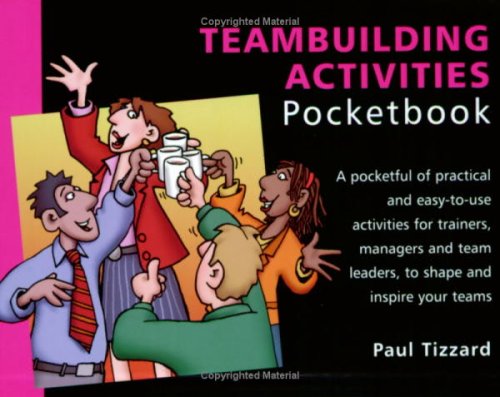 Copyrighted Material
TEAMBUILDING
ACTIVITIES
Pocketbook
A pocketful of practical
and easy-to-use
activities for trainers,
managers and team
leaders, to shape and
inspire your teams
Paul Tizzard
Copyrighted Material